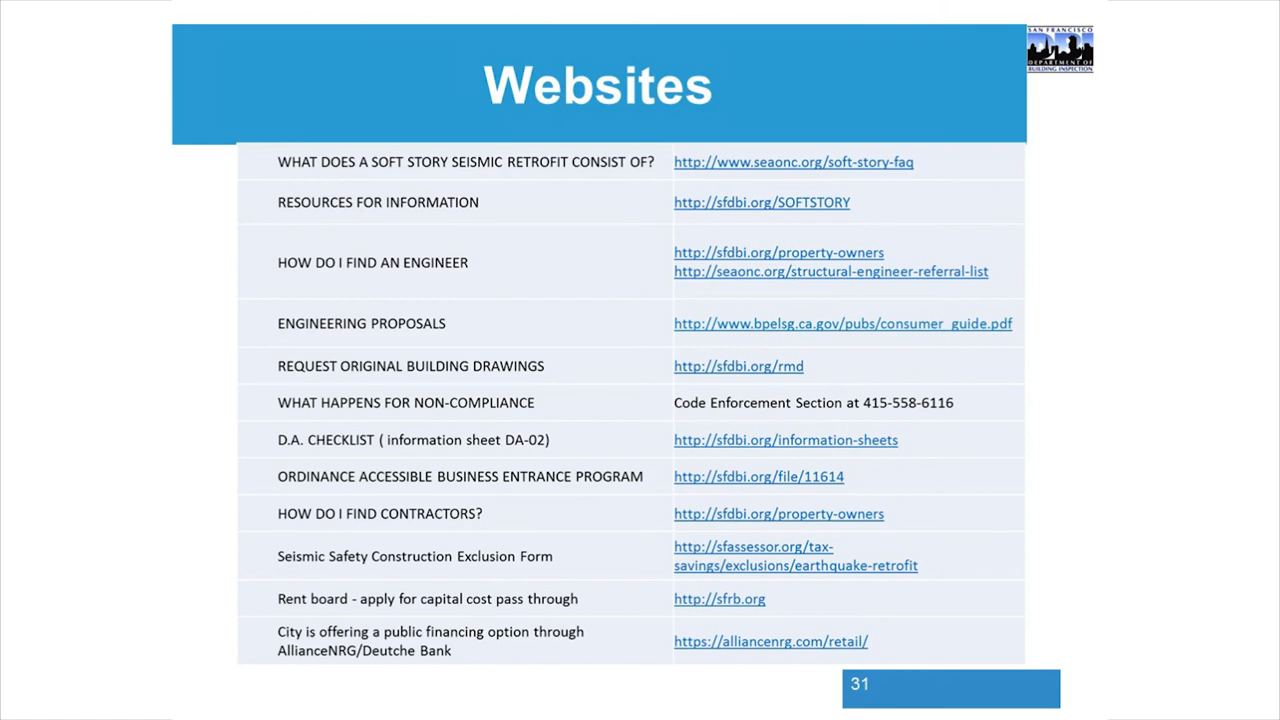 SAN FRANCISCO
DEPARTMENT OF
BUILDING INSPECTION
Websites
WHAT DOES A SOFT STORY SEISMIC RETROFIT CONSIST OF? http://www.seaonc.org/soft-story-faq
RESOURCES FOR INFORMATION http://sfdbi.org/SOFTSTORY
HOW DO I FIND AN ENGINEER http://sfdbi.org/property-owners
http://seaonc.org/structural-engineer-referral-list
ENGINEERING PROPOSALS http://www.bpelsg.ca.gov/pubs/consumer_guide.pdf
REQUEST ORIGINAL BUILDING DRAWINGS http://sfdbi.org/rmd
WHAT HAPPENS FOR NON-COMPLIANCE Code Enforcement Section at 415-558-6116
D.A. CHECKLIST ( information sheet DA-02) http://sfdbi.org/information-sheets
ORDINANCE ACCESSIBLE BUSINESS ENTRANCE PROGRAM http://sfdbi.org/file/11614
HOW DO I FIND CONTRACTORS? http://sfdbi.org/property-owners
Seismic Safety Construction Exclusion Form http://sfassessor.org/tax-
savings/exclusions/earthquake-retrofit
Rent board - apply for capital cost pass through http://sfrb.org
City is offering a public financing option through
AllianceNRG/Deutche Bank https://alliancenrg.com/retail/
31